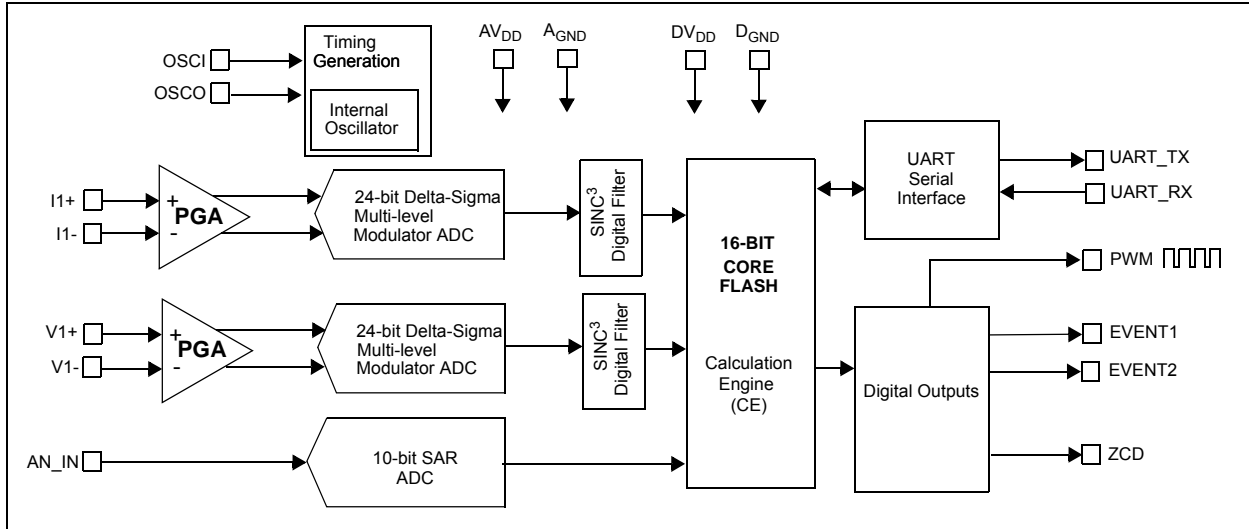 AVDD
AGND
DVDD
DGND
OSCI
OSCO
Timing
Generation
Internal
Oscillator
I1+
I1-
+
-
PGA
24-bit Delta-Sigma
Multi-level
Modulator ADC
SINC3
Digital Filter
V1+
V1-
+
-
PGA
24-bit Delta-Sigma
Multi-level
Modulator ADC
SINC3
Digital Filter
AN_IN
10-bit SAR
ADC
16-BIT
CORE
FLASH
Calculation
Engine
(CE)
UART
Serial
Interface
UART_TX
UART_RX
Digital Outputs
PWM
EVENT1
EVENT2
ZCD